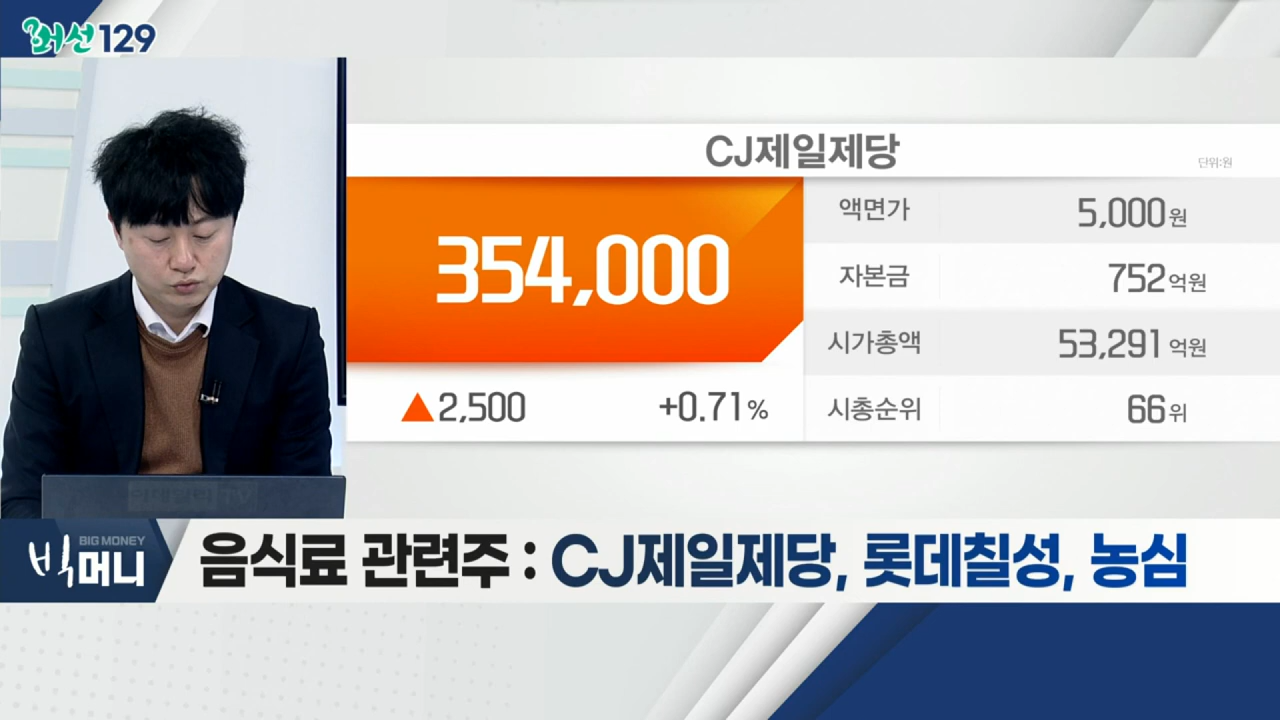 퍼선129
CJ제일제당
단위:원
354,000
▲2,500 +0.71%
액면가 5,000원
자본금 752억원
시가총액 53,291억원
시총순위 66위
BIG MONEY
빅머니
음식료 관련주 : CJ제일제당, 롯데칠성, 농심